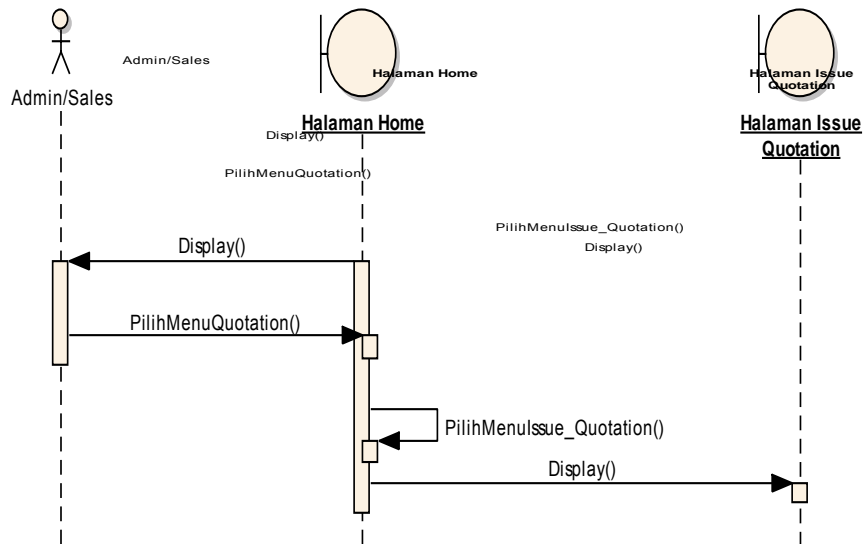 Admin/Sales
Halaman Home
Halaman Issue
Quotation
Admin/Sales
Halaman Home
Halaman Issue
Quotation
Display()
PilihMenuQuotation()
PilihMenuIssue_Quotation()
Display()
Display()
PilihMenuQuotation()
PilihMenuIssue_Quotation()
Display()